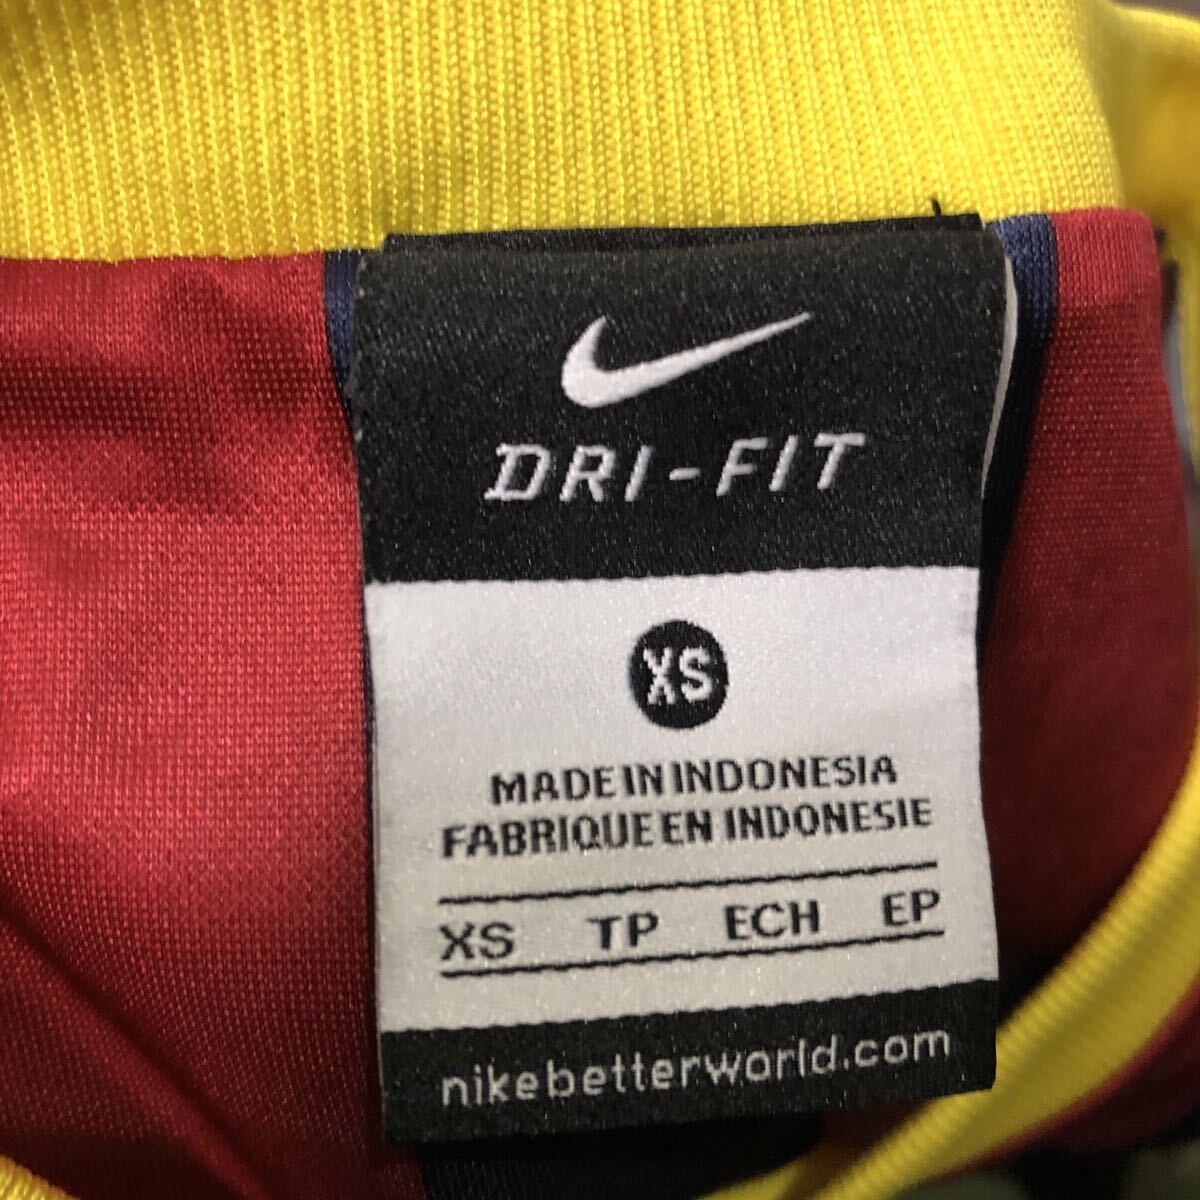 DRI-FIT
XS
MADE IN INDONESIA
FABRIQUE EN INDONESIE
XS TP ECH EP
nikebetterworld.com